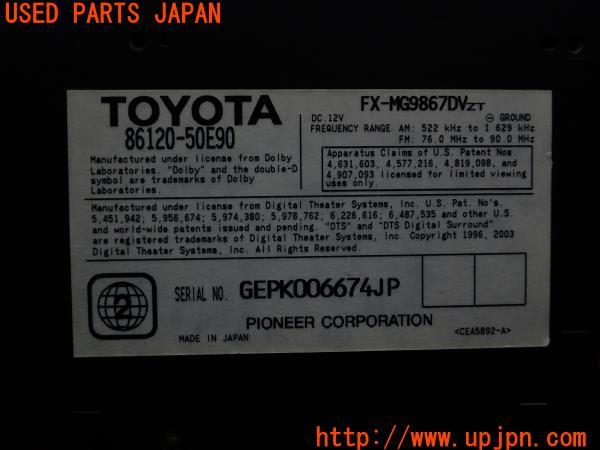 USED PARTS JAPAN
TOYOTA
86120-50E90
FX-MG9867DVZT
DC.12V ⊖ GROUND
FREQUENCY RANGE AM: 522 kHz to 1 629 kHz
FM: 76.0 MHz to 90.0 MHz
Manufactured under license from Dolby
Laboratories. "Dolby" and the double-D
symbol are trademarks of Dolby
Laboratories.
Apparatus Claims of U.S. Patent Nos
4,631,603, 4,577,216, 4,819,098, and
4,907,093 licensed for limited viewing
uses only.
Manufactured under license from Digital Theater Systems, Inc. U.S. Pat. No's.
5,451,942; 5,956,674; 5,974,380; 5,978,762; 6,226,616; 6,487,535 and other U.S.
and world-wide patents issued and pending. "DTS" and "DTS Digital Surround"
are registered trademarks of Digital Theater Systems, Inc. Copyright 1996, 2003
Digital Theater Systems, Inc. All Rights Reserved.
2
SERIAL NO. GEPK006674JP
PIONEER CORPORATION
MADE IN JAPAN
<CEA5892-A>
http://www.upjpn.com/